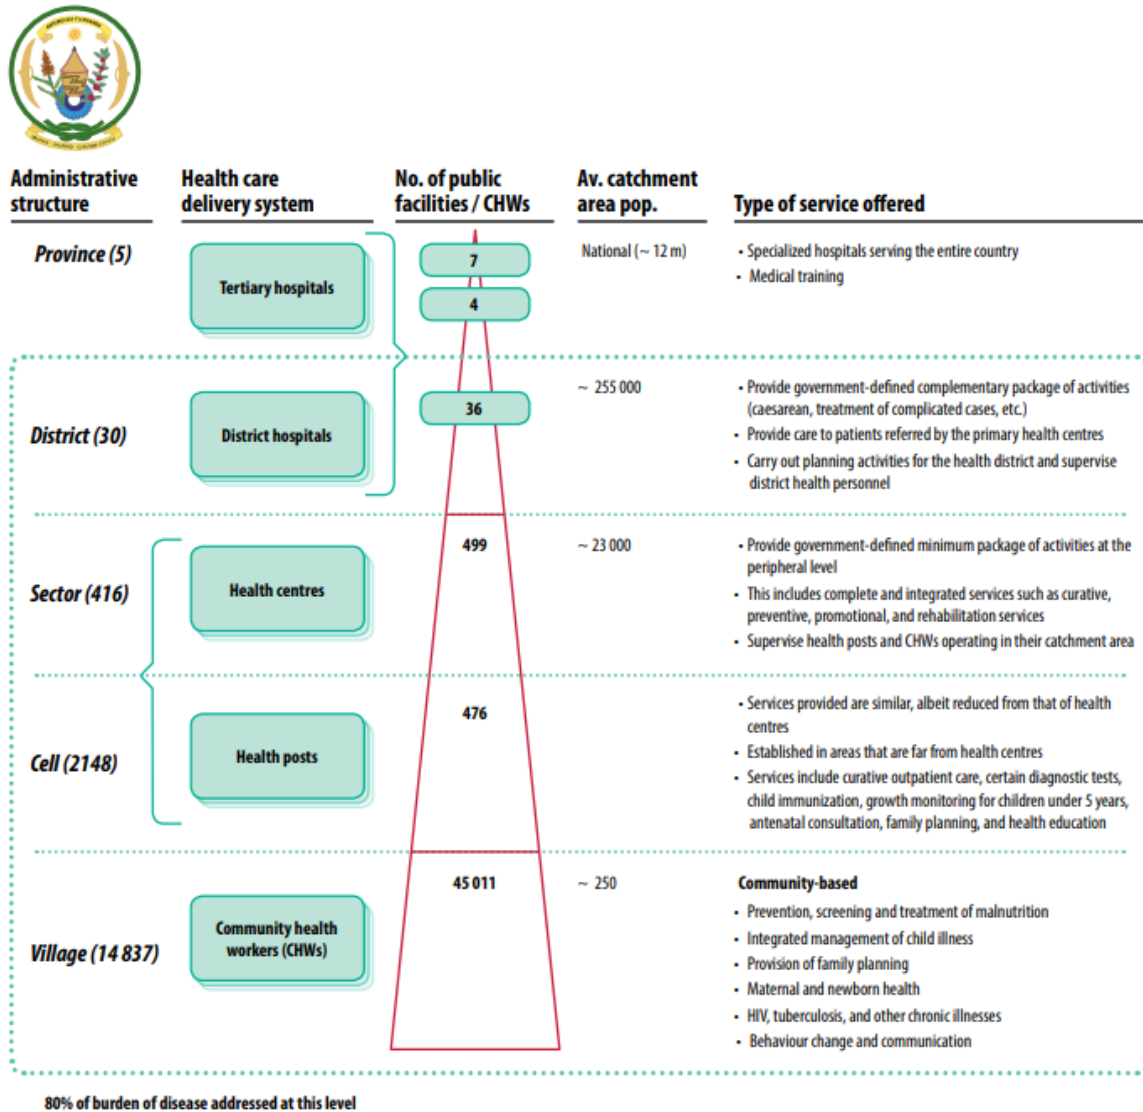 Administrative
structure
Health care
delivery system
No. of public
facilities / CHWs
Av. catchment
area pop.
Type of service offered
Province (5)
Tertiary hospitals
7
4
National (~ 12 m)
• Specialized hospitals serving the entire country
• Medical training
District (30)
District hospitals
36
~ 255 000
• Provide government-defined complementary package of activities
(caesarean, treatment of complicated cases, etc.)
• Provide care to patients referred by the primary health centres
• Carry out planning activities for the health district and supervise
district health personnel
Sector (416)
Health centres
499
~ 23 000
• Provide government-defined minimum package of activities at the
peripheral level
• This includes complete and integrated services such as curative,
preventive, promotional, and rehabilitation services
• Supervise health posts and CHWs operating in their catchment area
Cell (2148)
Health posts
476
• Services provided are similar, albeit reduced from that of health
centres
• Established in areas that are far from health centres
• Services include curative outpatient care, certain diagnostic tests,
child immunization, growth monitoring for children under 5 years,
antenatal consultation, family planning, and health education
Village (14 837)
Community health
workers (CHWs)
45 011
~ 250
Community-based
• Prevention, screening and treatment of malnutrition
• Integrated management of child illness
• Provision of family planning
• Maternal and newborn health
• HIV, tuberculosis, and other chronic illnesses
• Behaviour change and communication
80% of burden of disease addressed at this level